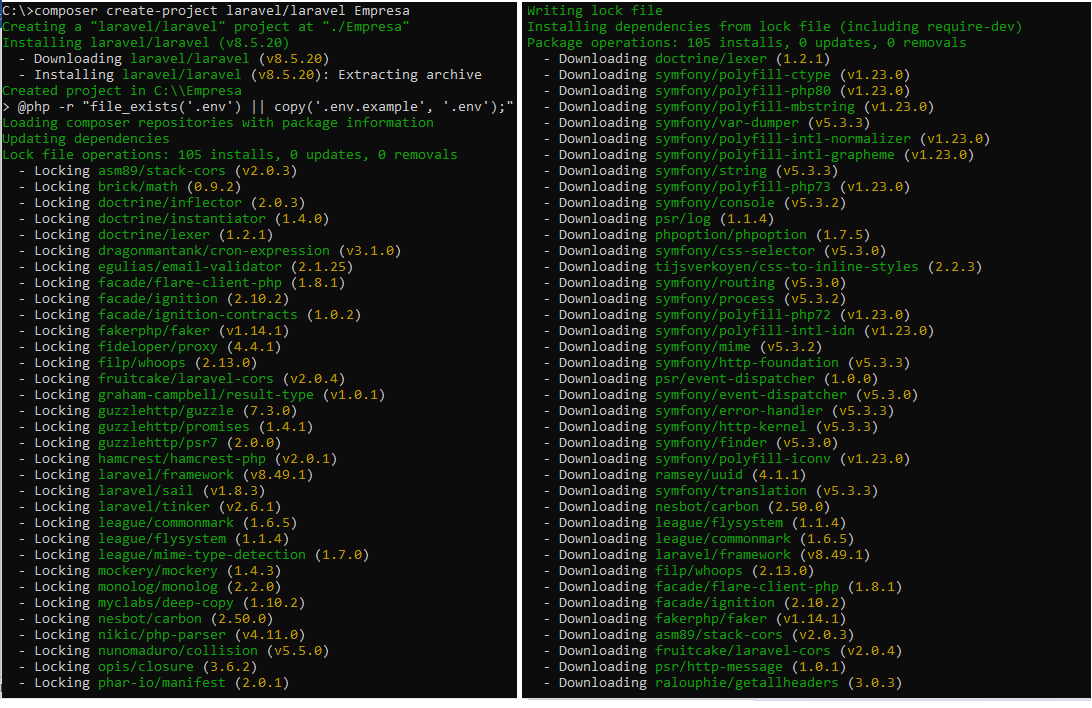 C:\>composer create-project laravel/laravel Empresa
Creating a "laravel/laravel" project at "./Empresa"
Installing laravel/laravel (v8.5.20)
  - Downloading laravel/laravel (v8.5.20)
  - Installing laravel/laravel (v8.5.20): Extracting archive
Created project in C:\\Empresa
> @php -r "file_exists('.env') || copy('.env.example', '.env');"
Loading composer repositories with package information
Updating dependencies
Lock file operations: 105 installs, 0 updates, 0 removals
  - Locking asm89/stack-cors (v2.0.3)
  - Locking brick/math (0.9.2)
  - Locking doctrine/inflector (2.0.3)
  - Locking doctrine/instantiator (1.4.0)
  - Locking doctrine/lexer (1.2.1)
  - Locking dragonmantank/cron-expression (v3.1.0)
  - Locking egulias/email-validator (2.1.25)
  - Locking facade/flare-client-php (1.8.1)
  - Locking facade/ignition (2.10.2)
  - Locking facade/ignition-contracts (1.0.2)
  - Locking fakerphp/faker (v1.14.1)
  - Locking fideloper/proxy (4.4.1)
  - Locking filp/whoops (2.13.0)
  - Locking fruitcake/laravel-cors (v2.0.4)
  - Locking graham-campbell/result-type (v1.0.1)
  - Locking guzzlehttp/guzzle (7.3.0)
  - Locking guzzlehttp/promises (1.4.1)
  - Locking guzzlehttp/psr7 (2.0.0)
  - Locking hamcrest/hamcrest-php (v2.0.1)
  - Locking laravel/framework (v8.49.1)
  - Locking laravel/sail (v1.8.3)
  - Locking laravel/tinker (v2.6.1)
  - Locking league/commonmark (1.6.5)
  - Locking league/flysystem (1.1.4)
  - Locking league/mime-type-detection (1.7.0)
  - Locking mockery/mockery (1.4.3)
  - Locking monolog/monolog (2.2.0)
  - Locking myclabs/deep-copy (1.10.2)
  - Locking nesbot/carbon (2.50.0)
  - Locking nikic/php-parser (v4.11.0)
  - Locking nunomaduro/collision (v5.5.0)
  - Locking opis/closure (3.6.2)
  - Locking phar-io/manifest (2.0.1)
Writing lock file
Installing dependencies from lock file (including require-dev)
Package operations: 105 installs, 0 updates, 0 removals
  - Downloading doctrine/lexer (1.2.1)
  - Downloading symfony/polyfill-ctype (v1.23.0)
  - Downloading symfony/polyfill-php80 (v1.23.0)
  - Downloading symfony/polyfill-mbstring (v1.23.0)
  - Downloading symfony/var-dumper (v5.3.3)
  - Downloading symfony/polyfill-intl-normalizer (v1.23.0)
  - Downloading symfony/polyfill-intl-grapheme (v1.23.0)
  - Downloading symfony/string (v5.3.3)
  - Downloading symfony/polyfill-php73 (v1.23.0)
  - Downloading symfony/console (v5.3.2)
  - Downloading psr/log (1.1.4)
  - Downloading phpoption/phpoption (1.7.5)
  - Downloading symfony/css-selector (v5.3.0)
  - Downloading tijsverkoyen/css-to-inline-styles (2.2.3)
  - Downloading symfony/routing (v5.3.0)
  - Downloading symfony/process (v5.3.2)
  - Downloading symfony/polyfill-php72 (v1.23.0)
  - Downloading symfony/polyfill-intl-idn (v1.23.0)
  - Downloading symfony/mime (v5.3.2)
  - Downloading symfony/http-foundation (v5.3.3)
  - Downloading psr/event-dispatcher (1.0.0)
  - Downloading symfony/event-dispatcher (v5.3.0)
  - Downloading symfony/error-handler (v5.3.3)
  - Downloading symfony/http-kernel (v5.3.3)
  - Downloading symfony/finder (v5.3.0)
  - Downloading symfony/polyfill-iconv (v1.23.0)
  - Downloading ramsey/uuid (4.1.1)
  - Downloading symfony/translation (v5.3.3)
  - Downloading nesbot/carbon (2.50.0)
  - Downloading league/flysystem (1.1.4)
  - Downloading league/commonmark (1.6.5)
  - Downloading laravel/framework (v8.49.1)
  - Downloading filp/whoops (2.13.0)
  - Downloading facade/flare-client-php (1.8.1)
  - Downloading facade/ignition (2.10.2)
  - Downloading fakerphp/faker (v1.14.1)
  - Downloading asm89/stack-cors (v2.0.3)
  - Downloading fruitcake/laravel-cors (v2.0.4)
  - Downloading psr/http-message (1.0.1)
  - Downloading ralouphie/getallheaders (3.0.3)